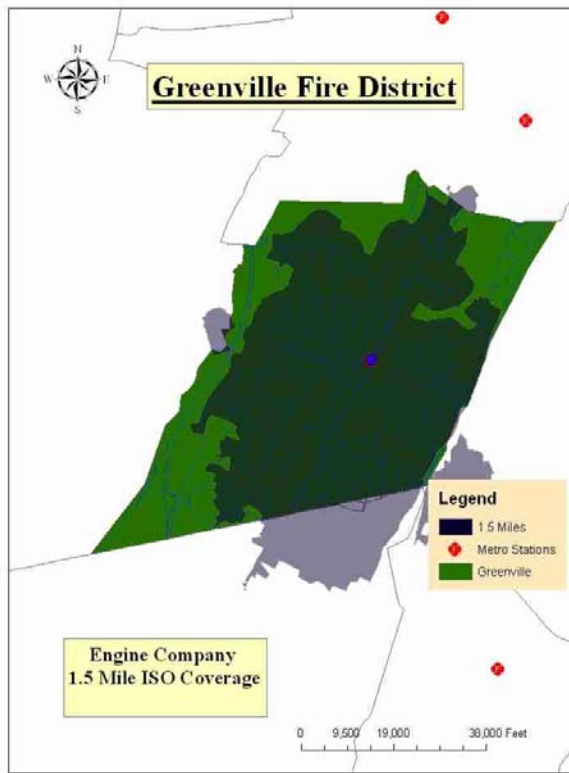 N
W E
S
Greenville Fire District
Legend
1.5 Miles
Metro Stations
Greenville
Engine Company
1.5 Mile ISO Coverage
0 9,500 19,000 38,000 Feet